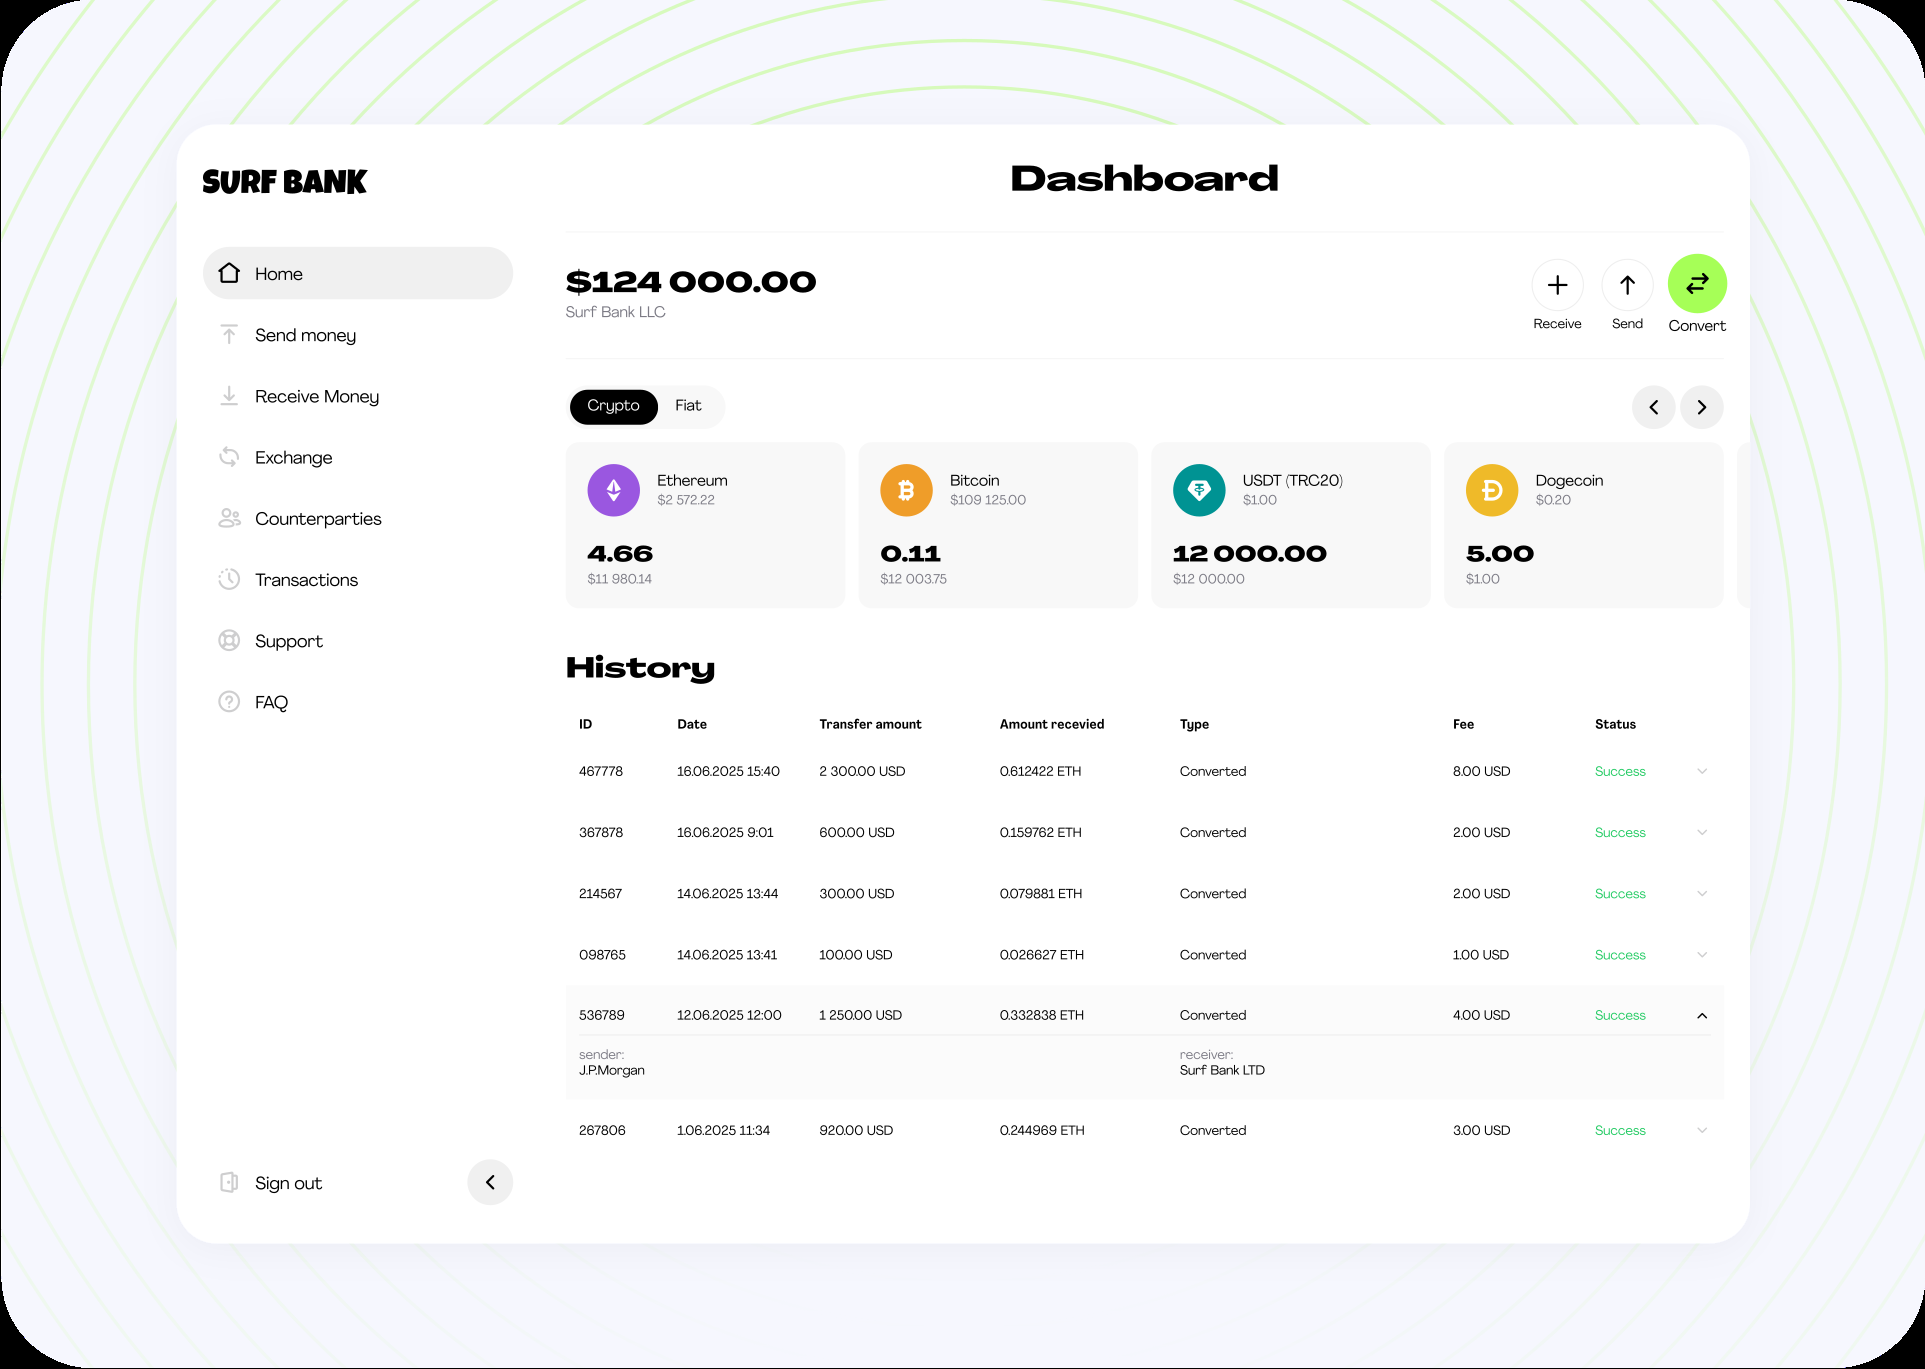 SURF BANK
Dashboard
Home
Send money
Receive Money
Exchange
Counterparties
Transactions
Support
FAQ
Sign out
$124 000.00
Surf Bank LLC
Receive
Send
Convert
Crypto Fiat
Ethereum
$2 572.22
4.66
$11 980.14
Bitcoin
$109 125.00
0.11
$12 003.75
USDT (TRC20)
$1.00
12 000.00
$12 000.00
Dogecoin
$0.20
5.00
$1.00
History
ID Date Transfer amount Amount recevied Type Fee Status
467778 16.06.2025 15:40 2 300.00 USD 0.612422 ETH Converted 8.00 USD Success
367878 16.06.2025 9:01 600.00 USD 0.159762 ETH Converted 2.00 USD Success
214567 14.06.2025 13:44 300.00 USD 0.079881 ETH Converted 2.00 USD Success
098765 14.06.2025 13:41 100.00 USD 0.026627 ETH Converted 1.00 USD Success
536789 12.06.2025 12:00 1 250.00 USD 0.332838 ETH Converted 4.00 USD Success
sender: receiver:
J.P.Morgan Surf Bank LTD
267806 1.06.2025 11:34 920.00 USD 0.244969 ETH Converted 3.00 USD Success